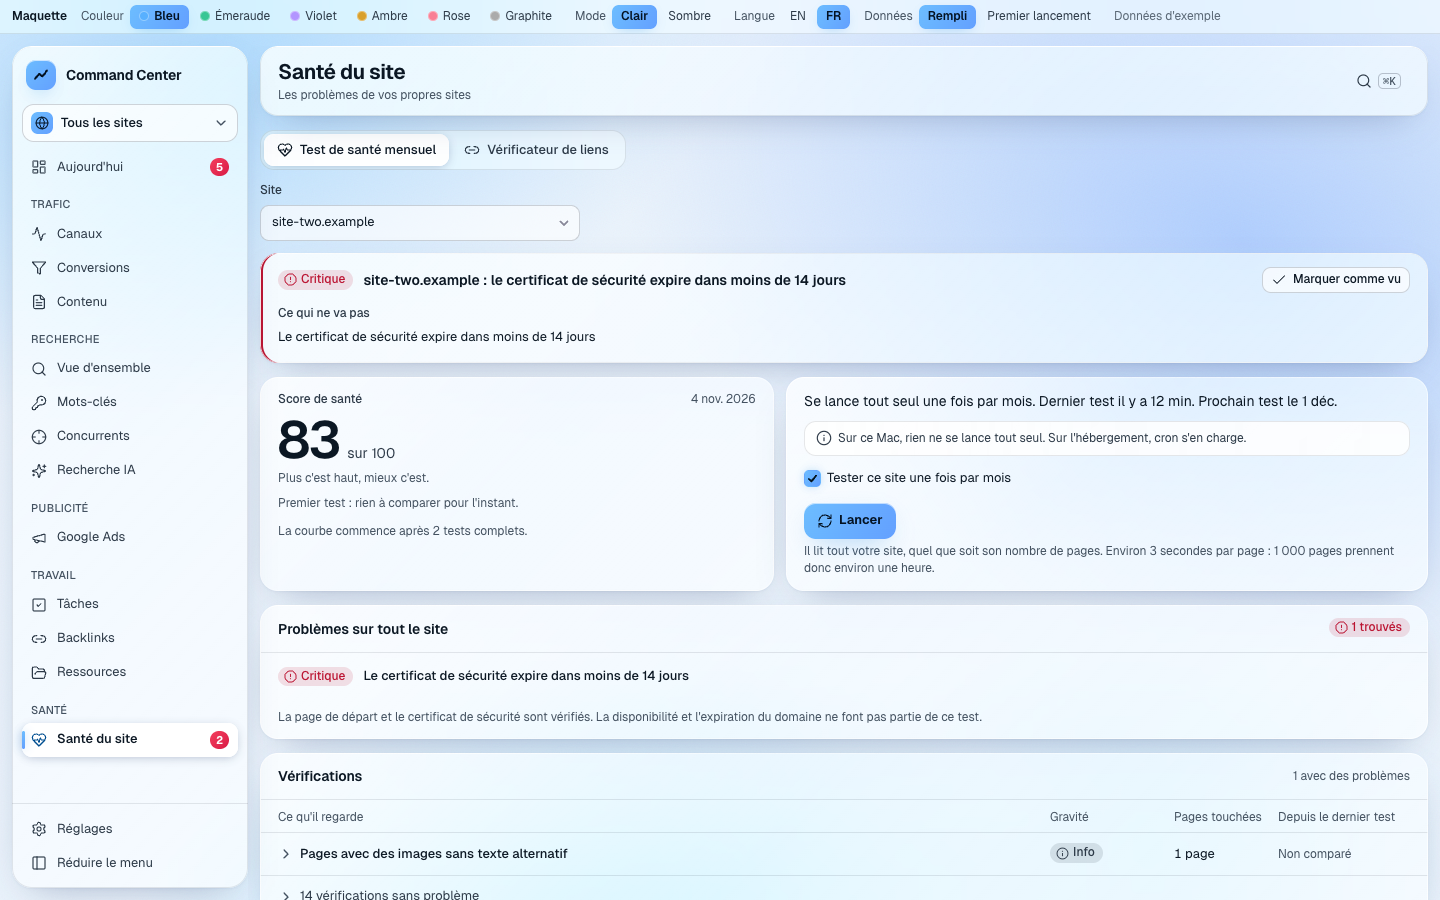 Maquette Couleur Bleu Émeraude Violet Ambre Rose Graphite Mode Clair Sombre Langue EN FR Données Rempli Premier lancement Données d'exemple
Command Center
Tous les sites
Aujourd'hui 5
TRAFIC
Canaux
Conversions
Contenu
RECHERCHE
Vue d'ensemble
Mots-clés
Concurrents
Recherche IA
PUBLICITÉ
Google Ads
TRAVAIL
Tâches
Backlinks
Ressources
SANTÉ
Santé du site 2
Réglages
Réduire le menu
Santé du site
Les problèmes de vos propres sites
⌘K
Test de santé mensuel Vérificateur de liens
Site
site-two.example
Critique site-two.example : le certificat de sécurité expire dans moins de 14 jours Marquer comme vu
Ce qui ne va pas
Le certificat de sécurité expire dans moins de 14 jours
Score de santé 4 nov. 2026
83 sur 100
Plus c'est haut, mieux c'est.
Premier test : rien à comparer pour l'instant.
La courbe commence après 2 tests complets.
Se lance tout seul une fois par mois. Dernier test il y a 12 min. Prochain test le 1 déc.
Sur ce Mac, rien ne se lance tout seul. Sur l'hébergement, cron s'en charge.
Tester ce site une fois par mois
Lancer
Il lit tout votre site, quel que soit son nombre de pages. Environ 3 secondes par page : 1 000 pages prennent
donc environ une heure.
Problèmes sur tout le site 1 trouvés
Critique Le certificat de sécurité expire dans moins de 14 jours
La page de départ et le certificat de sécurité sont vérifiés. La disponibilité et l'expiration du domaine ne font pas partie de ce test.
Vérifications 1 avec des problèmes
Ce qu'il regarde Gravité Pages touchées Depuis le dernier test
Pages avec des images sans texte alternatif Info 1 page Non comparé
14 vérifications sans problème